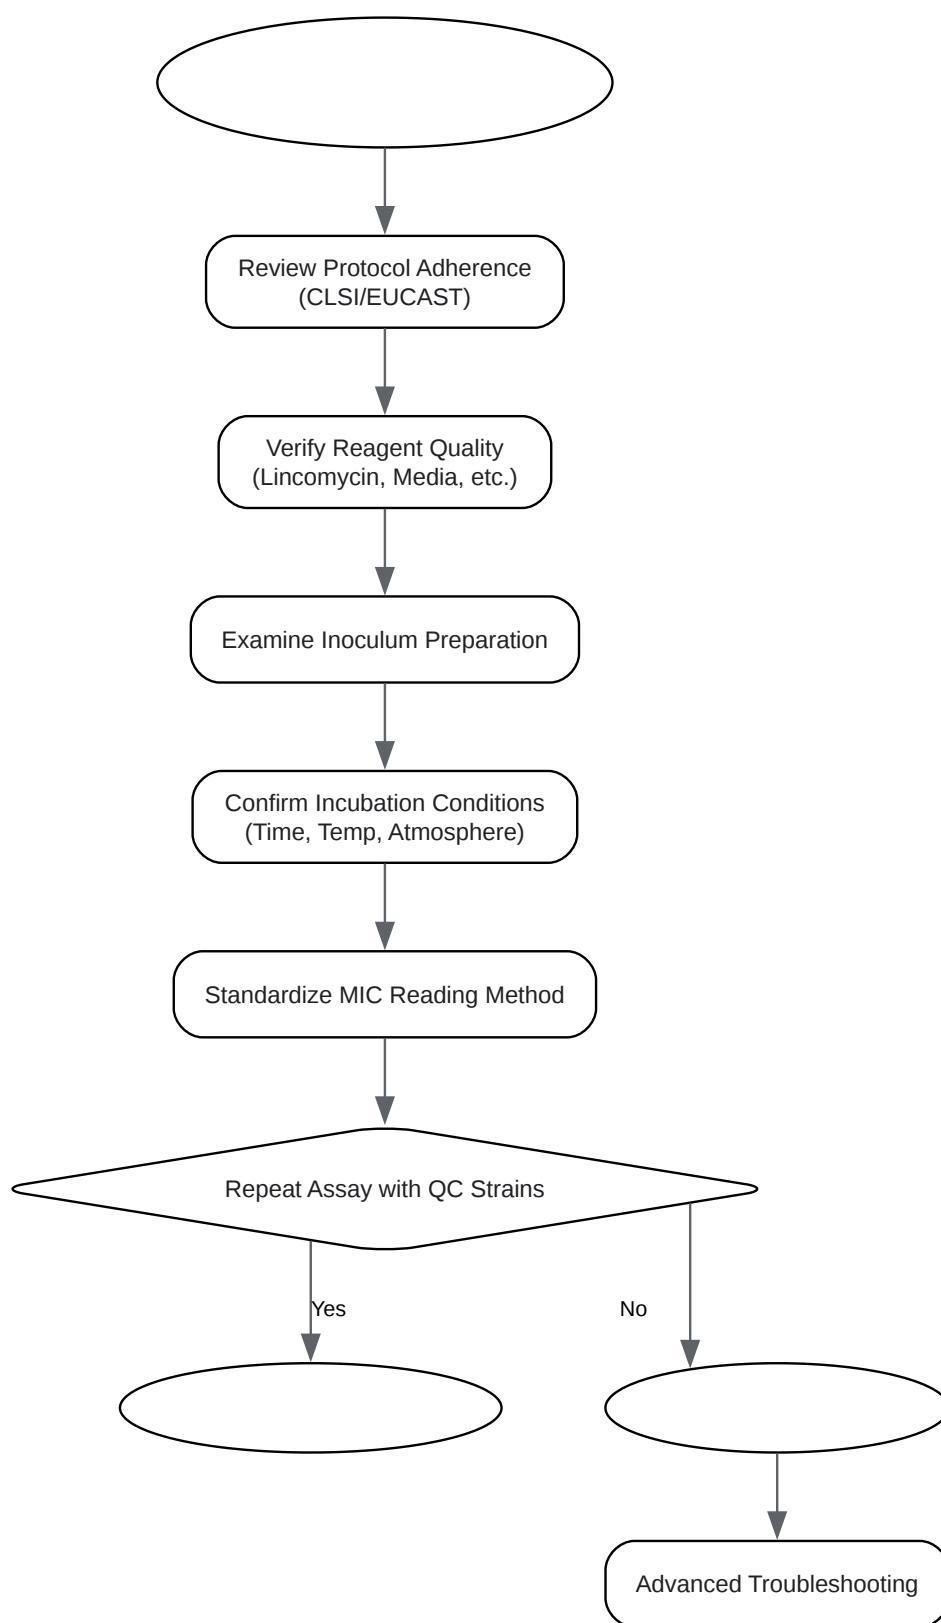 Review Protocol Adherence
(CLSI/EUCAST)
Verify Reagent Quality
(Lincomycin, Media, etc.)
Examine Inoculum Preparation
Confirm Incubation Conditions
(Time, Temp, Atmosphere)
Standardize MIC Reading Method
Repeat Assay with QC Strains
Yes
No
Advanced Troubleshooting